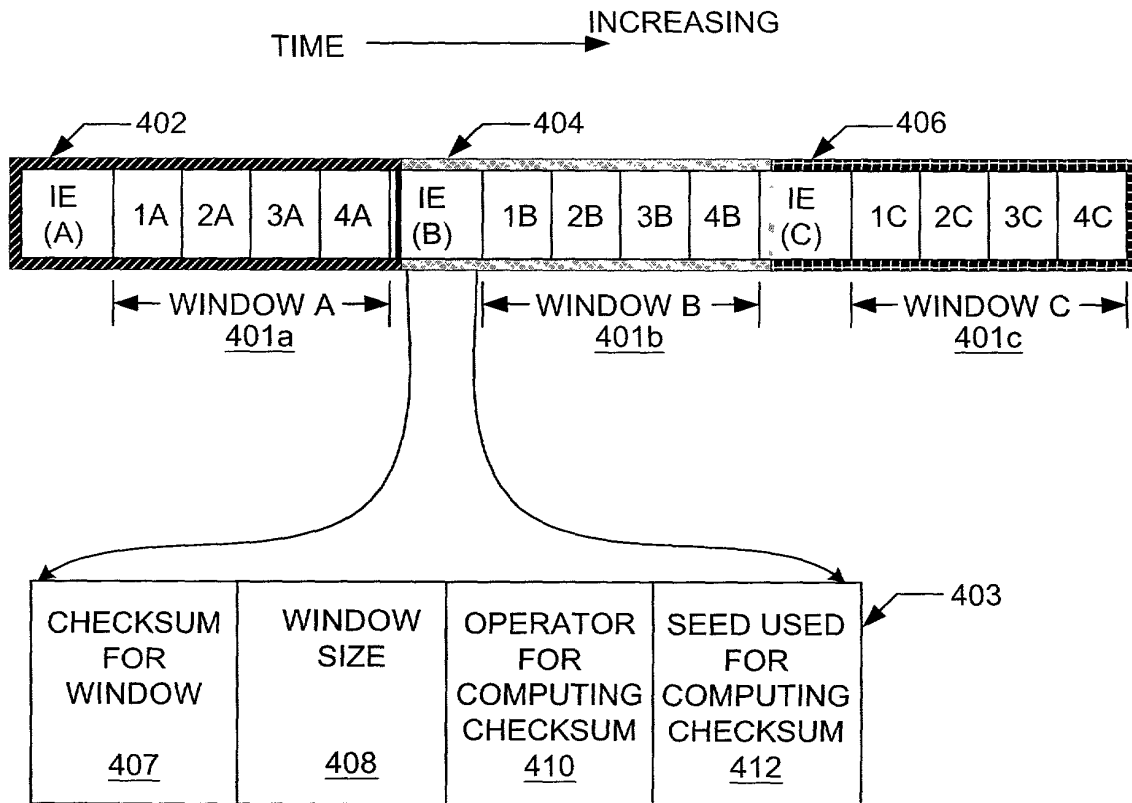 TIME INCREASING
402 404 406
IE (A) 1A 2A 3A 4A IE (B) 1B 2B 3B 4B IE (C) 1C 2C 3C 4C
WINDOW A WINDOW B WINDOW C
401a 401b 401c
403
CHECKSUM FOR WINDOW
407
WINDOW SIZE
408
OPERATOR FOR COMPUTING CHECKSUM
410
SEED USED FOR COMPUTING CHECKSUM
412